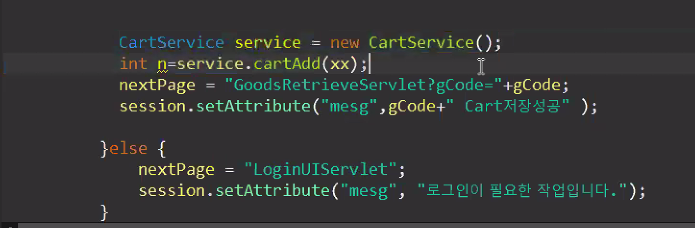 CartService service = new CartService();
int n=service.cartAdd(xx);
nextPage = "GoodsRetrieveServlet?gCode="+gCode;
session.setAttribute("mesg",gCode+" Cart저장성공" );
}else {
nextPage = "LoginUIServlet";
session.setAttribute("mesg", "로그인이 필요한 작업입니다.");
}